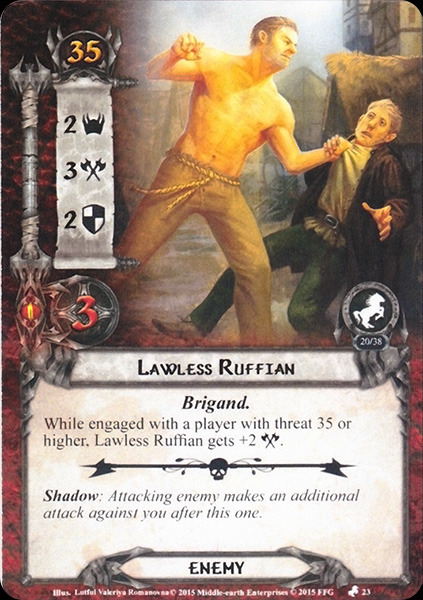 35
2
3
2
3
20/38
Lawless Ruffian
Brigand.
While engaged with a player with threat 35 or
higher, Lawless Ruffian gets +2 .
Shadow: Attacking enemy makes an additional
attack against you after this one.
ENEMY
Illus. Lutful Valeriya Romanovna © 2015 Middle-earth Enterprises © 2015 FFG 23